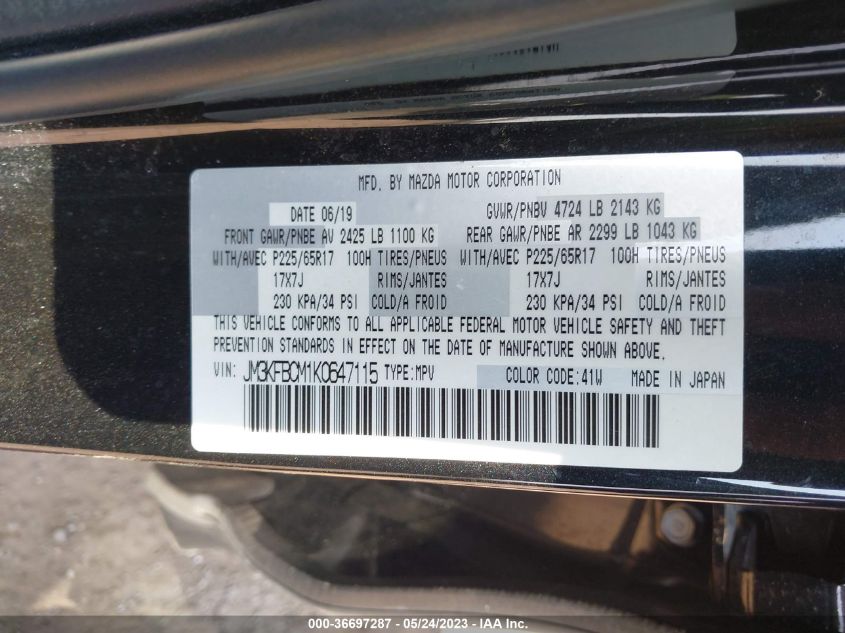 MFD. BY MAZDA MOTOR CORPORATION
DATE 06/19 GVWR/PNBV 4724 LB 2143 KG
FRONT GAWR/PNBE AV 2425 LB 1100 KG REAR GAWR/PNBE AR 2299 LB 1043 KG
WITH/AVEC P225/65R17 100H TIRES/PNEUS WITH/AVEC P225/65R17 100H TIRES/PNEUS
17X7J RIMS/JANTES 17X7J RIMS/JANTES
230 KPA/34 PSI COLD/A FROID 230 KPA/34 PSI COLD/A FROID
THIS VEHICLE CONFORMS TO ALL APPLICABLE FEDERAL MOTOR VEHICLE SAFETY AND THEFT
PREVENTION STANDARDS IN EFFECT ON THE DATE OF MANUFACTURE SHOWN ABOVE.
VIN: JM3KFBCM1K0647115 TYPE:MPV COLOR CODE:41W MADE IN JAPAN
000-36697287 - 05/24/2023 - IAA Inc.